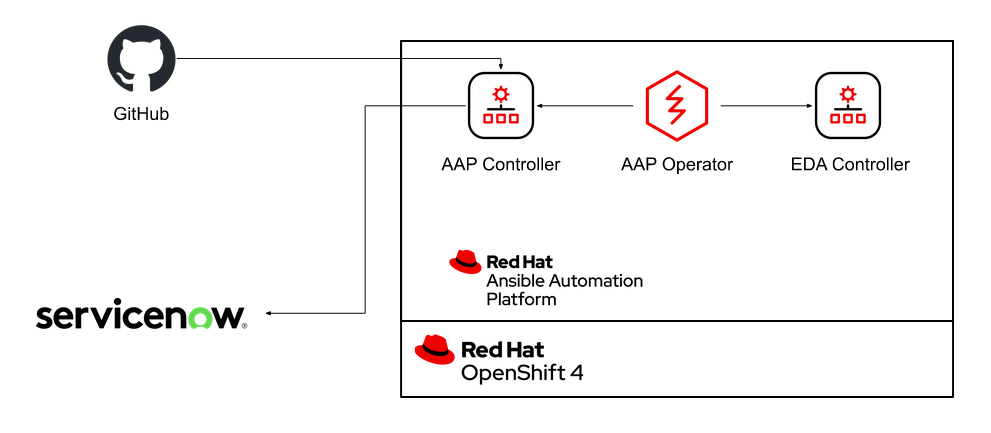 GitHub
AAP Controller
AAP Operator
EDA Controller
Red Hat
Ansible Automation
Platform
servicenow®
Red Hat
OpenShift 4